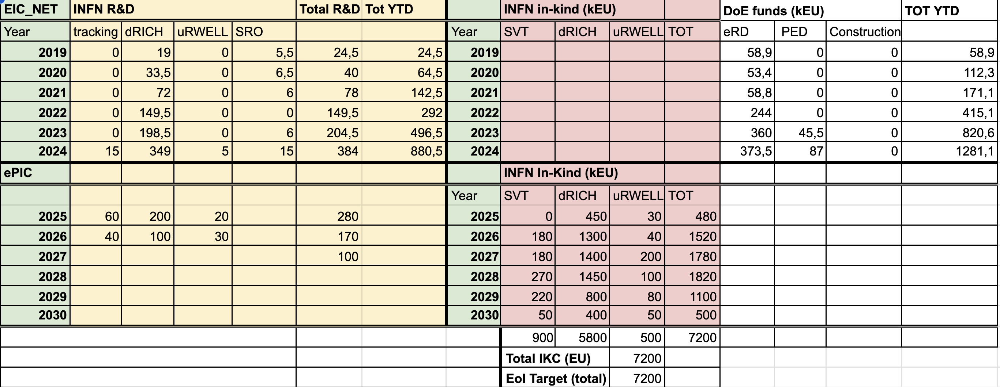 EIC_NET INFN R&D Total R&D Tot YTD INFN in-kind (kEU) DoE funds (kEU) TOT YTD
Year tracking dRICH uRWELL SRO Year SVT dRICH uRWELL TOT eRD PED Construction
2019 0 19 0 5,5 24,5 24,5 2019 58,9 0 0 58,9
2020 0 33,5 0 6,5 40 64,5 2020 53,4 0 0 112,3
2021 0 72 0 6 78 142,5 2021 58,8 0 0 171,1
2022 0 149,5 0 0 149,5 292 2022 244 0 0 415,1
2023 0 198,5 0 6 204,5 496,5 2023 360 45,5 0 820,6
2024 15 349 5 15 384 880,5 2024 373,5 87 0 1281,1
ePIC INFN In-Kind (kEU)
Year SVT dRICH uRWELL TOT
2025 60 200 20 280 2025 0 450 30 480
2026 40 100 30 170 2026 180 1300 40 1520
2027 100 2027 180 1400 200 1780
2028 2028 270 1450 100 1820
2029 2029 220 800 80 1100
2030 2030 50 400 50 500
900 5800 500 7200
Total IKC (EU) 7200
EoI Target (total) 7200